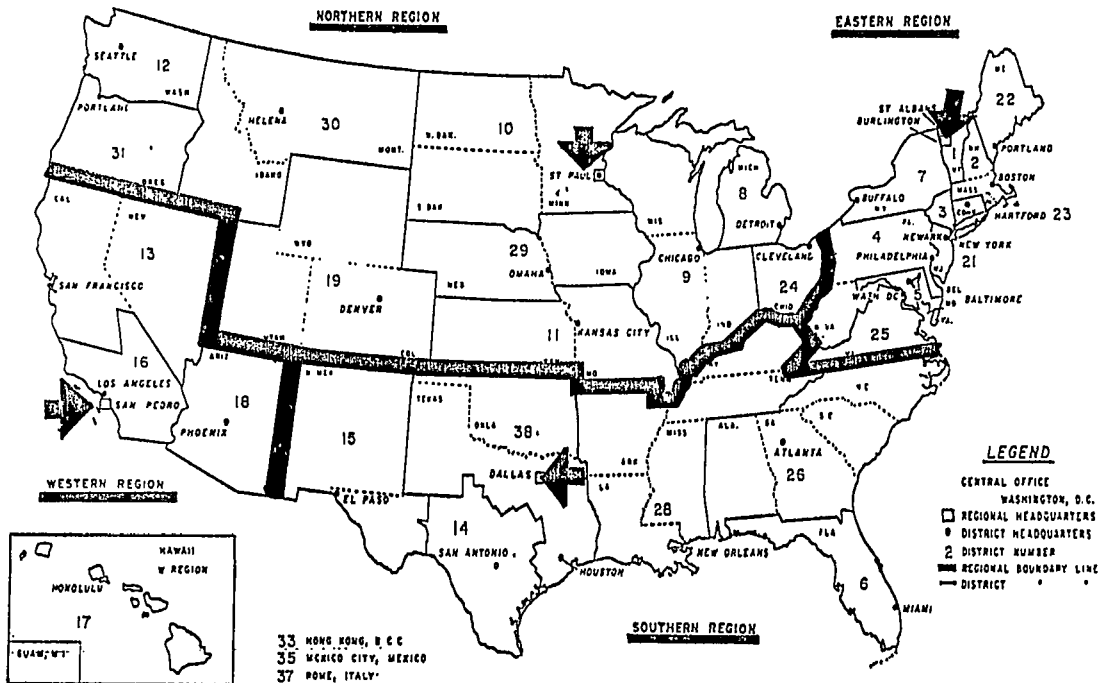 NORTHERN REGION
EASTERN REGION
SEATTLE
12
WASH
PORTLAND
31
OREG
HELENA
30
MONT.
IDAHO
10
N. DAK.
S DAK
ST PAUL
MINN
WIS
MICH
8
DETROIT
ME
22
ST ALBANS
BURLINGTON
NH
2
VT
PORTLAND
7
MASS
BOSTON
BUFFALO
NY
3
CONN
HARTFORD 23
PA.
4
NEWARK
NEW YORK
PHILADELPHIA
NJ
21
WASH DC
5
DEL
BALTIMORE
VA.
25
CAL
NEV
13
SAN FRANCISCO
WYO
19
DENVER
UTAH
COL
29
OMAHA
NEB
IOWA
CHICAGO
9
ILL
IND
CLEVELAND
24
OHIO
11
KANSAS CITY
MO
16
LOS ANGELES
SAN PEDRO
ARIZ
18
PHOENIX
N MEX
15
EL PASO
TEXAS
OKLA
38
DALLAS
14
SAN ANTONIO
HOUSTON
ARK
LA
MISS
28
NEW ORLEANS
TENN
ALA.
GA
ATLANTA
26
N C
S C
FLA
6
MIAMI
WESTERN REGION
SOUTHERN REGION
HAWAII
W REGION
HONOLULU
17
GUAM, M.I.
33 HONG KONG, B C C
35 MEXICO CITY, MEXICO
37 ROME, ITALY
LEGEND
CENTRAL OFFICE
WASHINGTON, D.C.
REGIONAL HEADQUARTERS
DISTRICT HEADQUARTERS
2 DISTRICT NUMBER
REGIONAL BOUNDARY LINE
DISTRICT " "